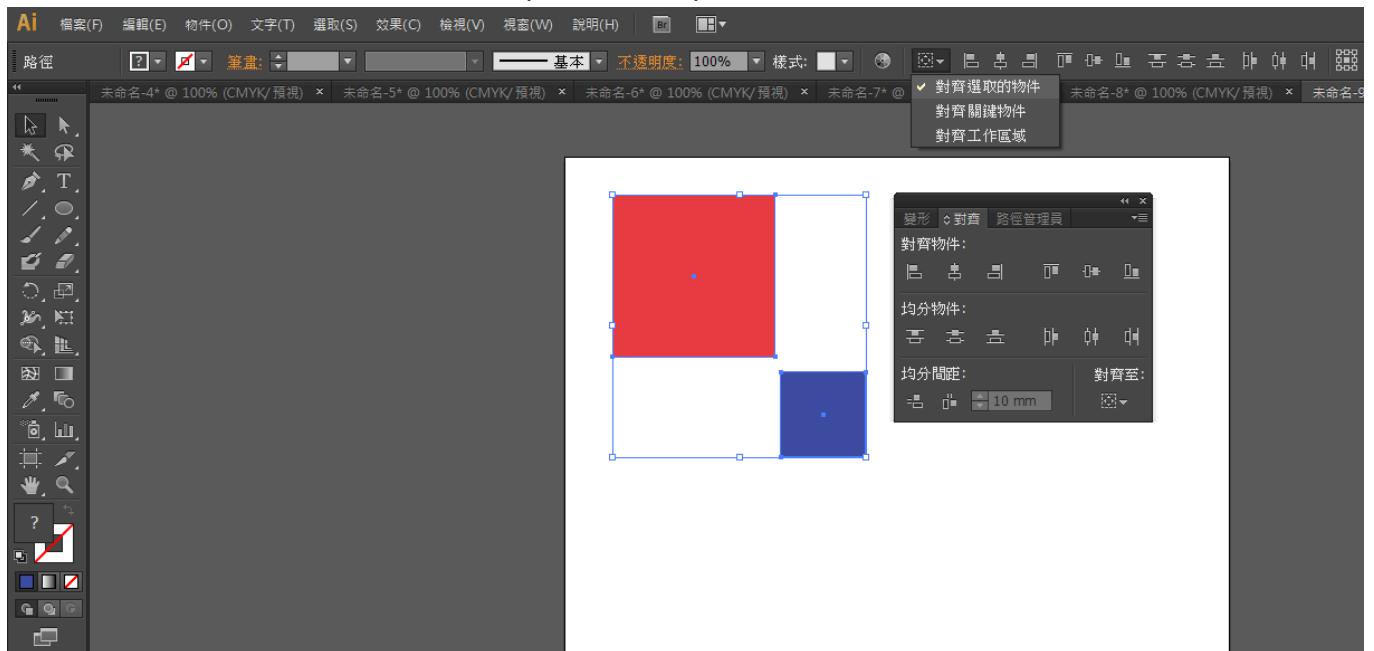 Ai 檔案(F) 編輯(E) 物件(O) 文字(T) 選取(S) 效果(C) 檢視(V) 視窗(W) 說明(H) Br
路徑 ? 筆畫: 基本 不透明度: 100% 樣式:
未命名-4* @ 100% (CMYK/預視) × 未命名-5* @ 100% (CMYK/預視) × 未命名-6* @ 100% (CMYK/預視) × 未命名-7* @ 未命名-8* @ 100% (CMYK/預視) × 未命名-9
對齊選取的物件
對齊關鍵物件
對齊工作區域
變形 對齊 路徑管理員
對齊物件:
均分物件:
均分間距: 對齊至:
10 mm
T
?